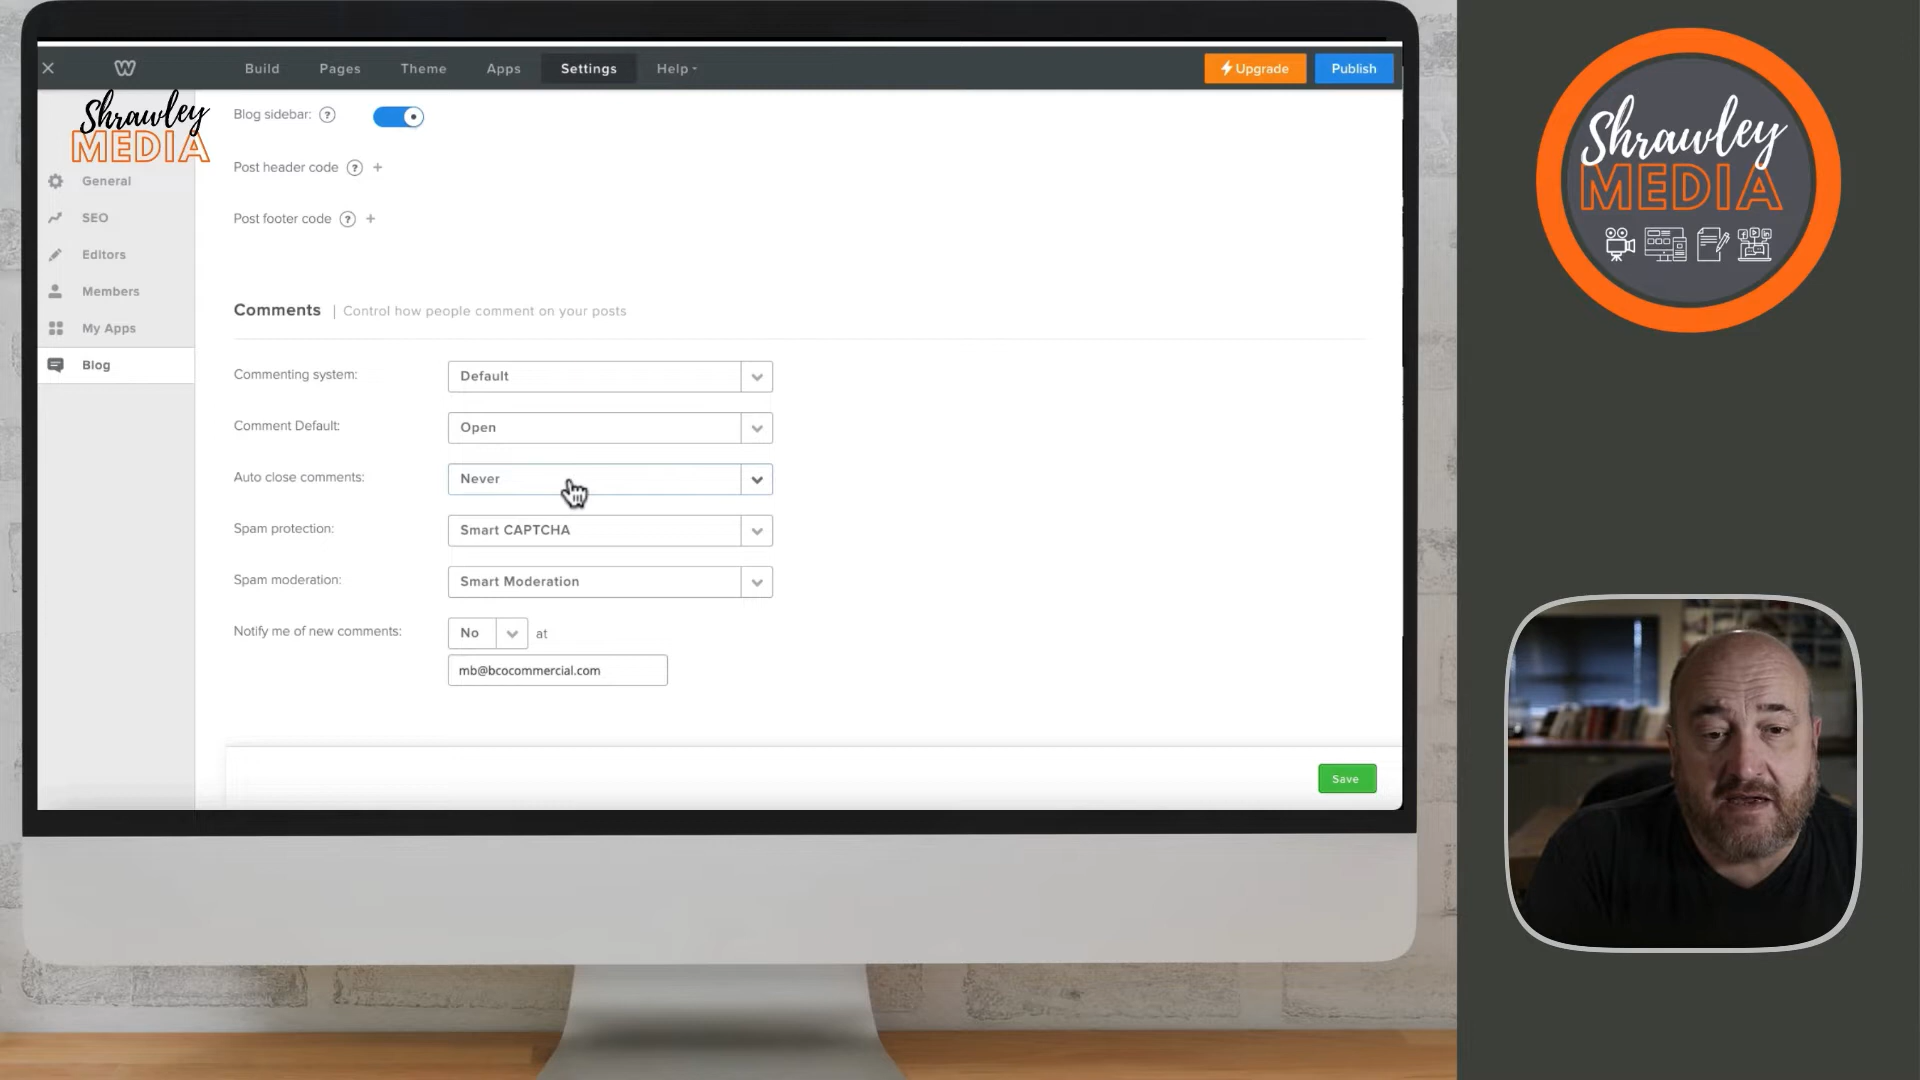 Build Pages Theme Apps Settings Help
Upgrade Publish
Shrawley
MEDIA
General
SEO
Editors
Members
My Apps
Blog
Blog sidebar: ?
Post header code ? +
Post footer code ? +
Comments | Control how people comment on your posts
Commenting system: Default
Comment Default: Open
Auto close comments: Never
Spam protection: Smart CAPTCHA
Spam moderation: Smart Moderation
Notify me of new comments: No at
mb@bcocommercial.com
Save
Shrawley
MEDIA